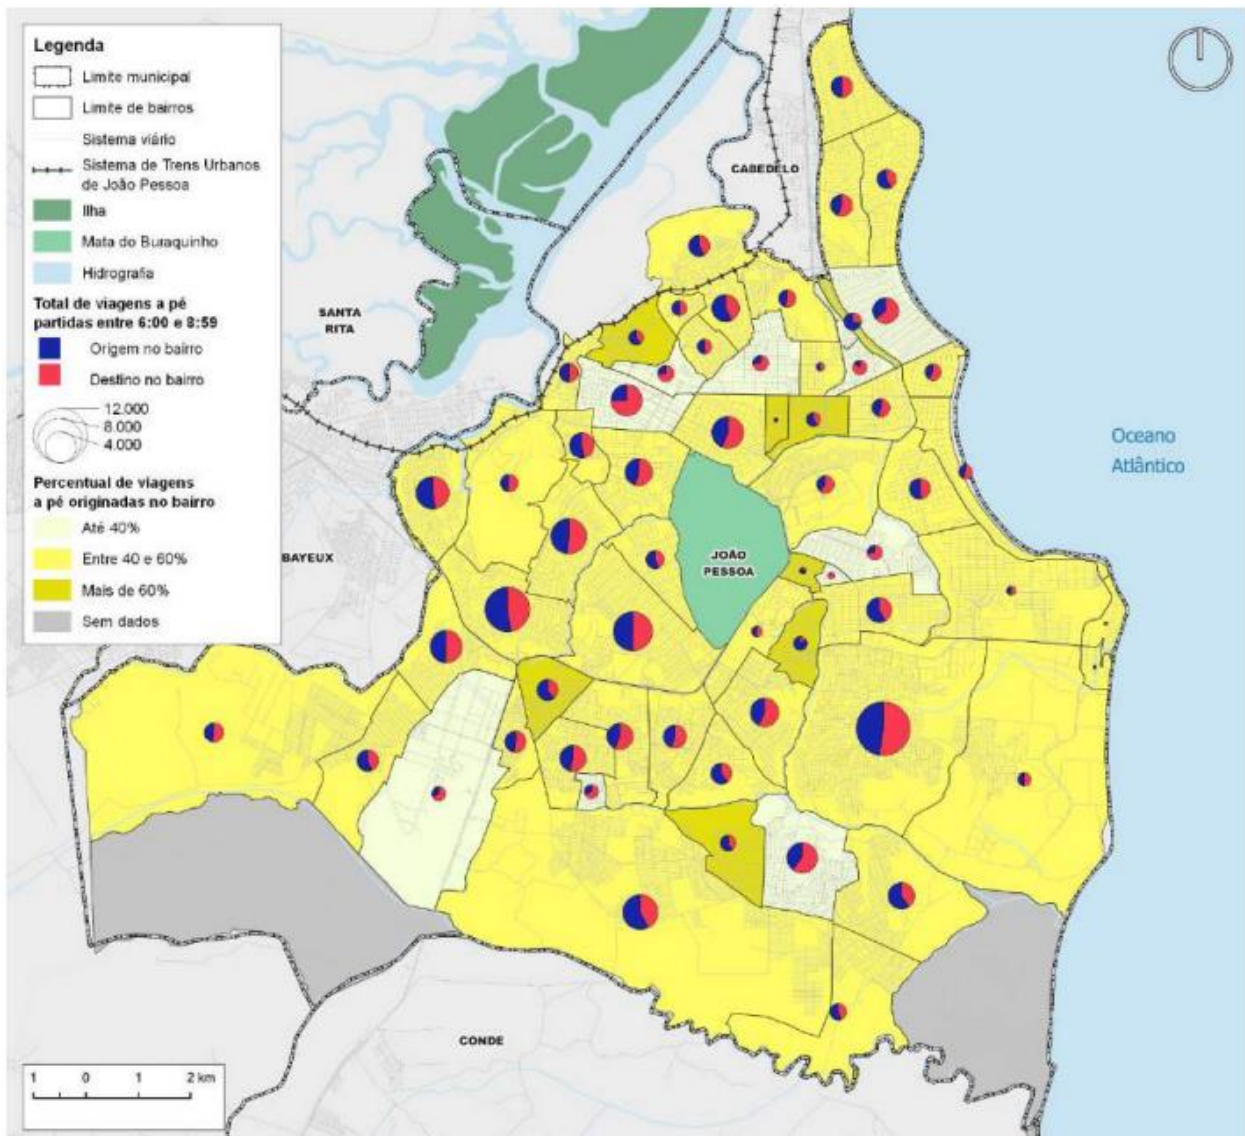 Legenda
Limite municipal
Limite de bairros
Sistema viário
Sistema de Trens Urbanos
de João Pessoa
Ilha
Mata do Buraquinho
Hidrografia
Total de viagens a pé
partidas entre 6:00 e 8:59
Origem no bairro
Destino no bairro
12.000
8.000
4.000
Percentual de viagens
a pé originadas no bairro
Até 40%
Entre 40 e 60%
Mais de 60%
Sem dados
CABEDELO
SANTA
RITA
BAYEUX
JOÃO
PESSOA
Oceano
Atlântico
CONDE
1 0 1 2 km